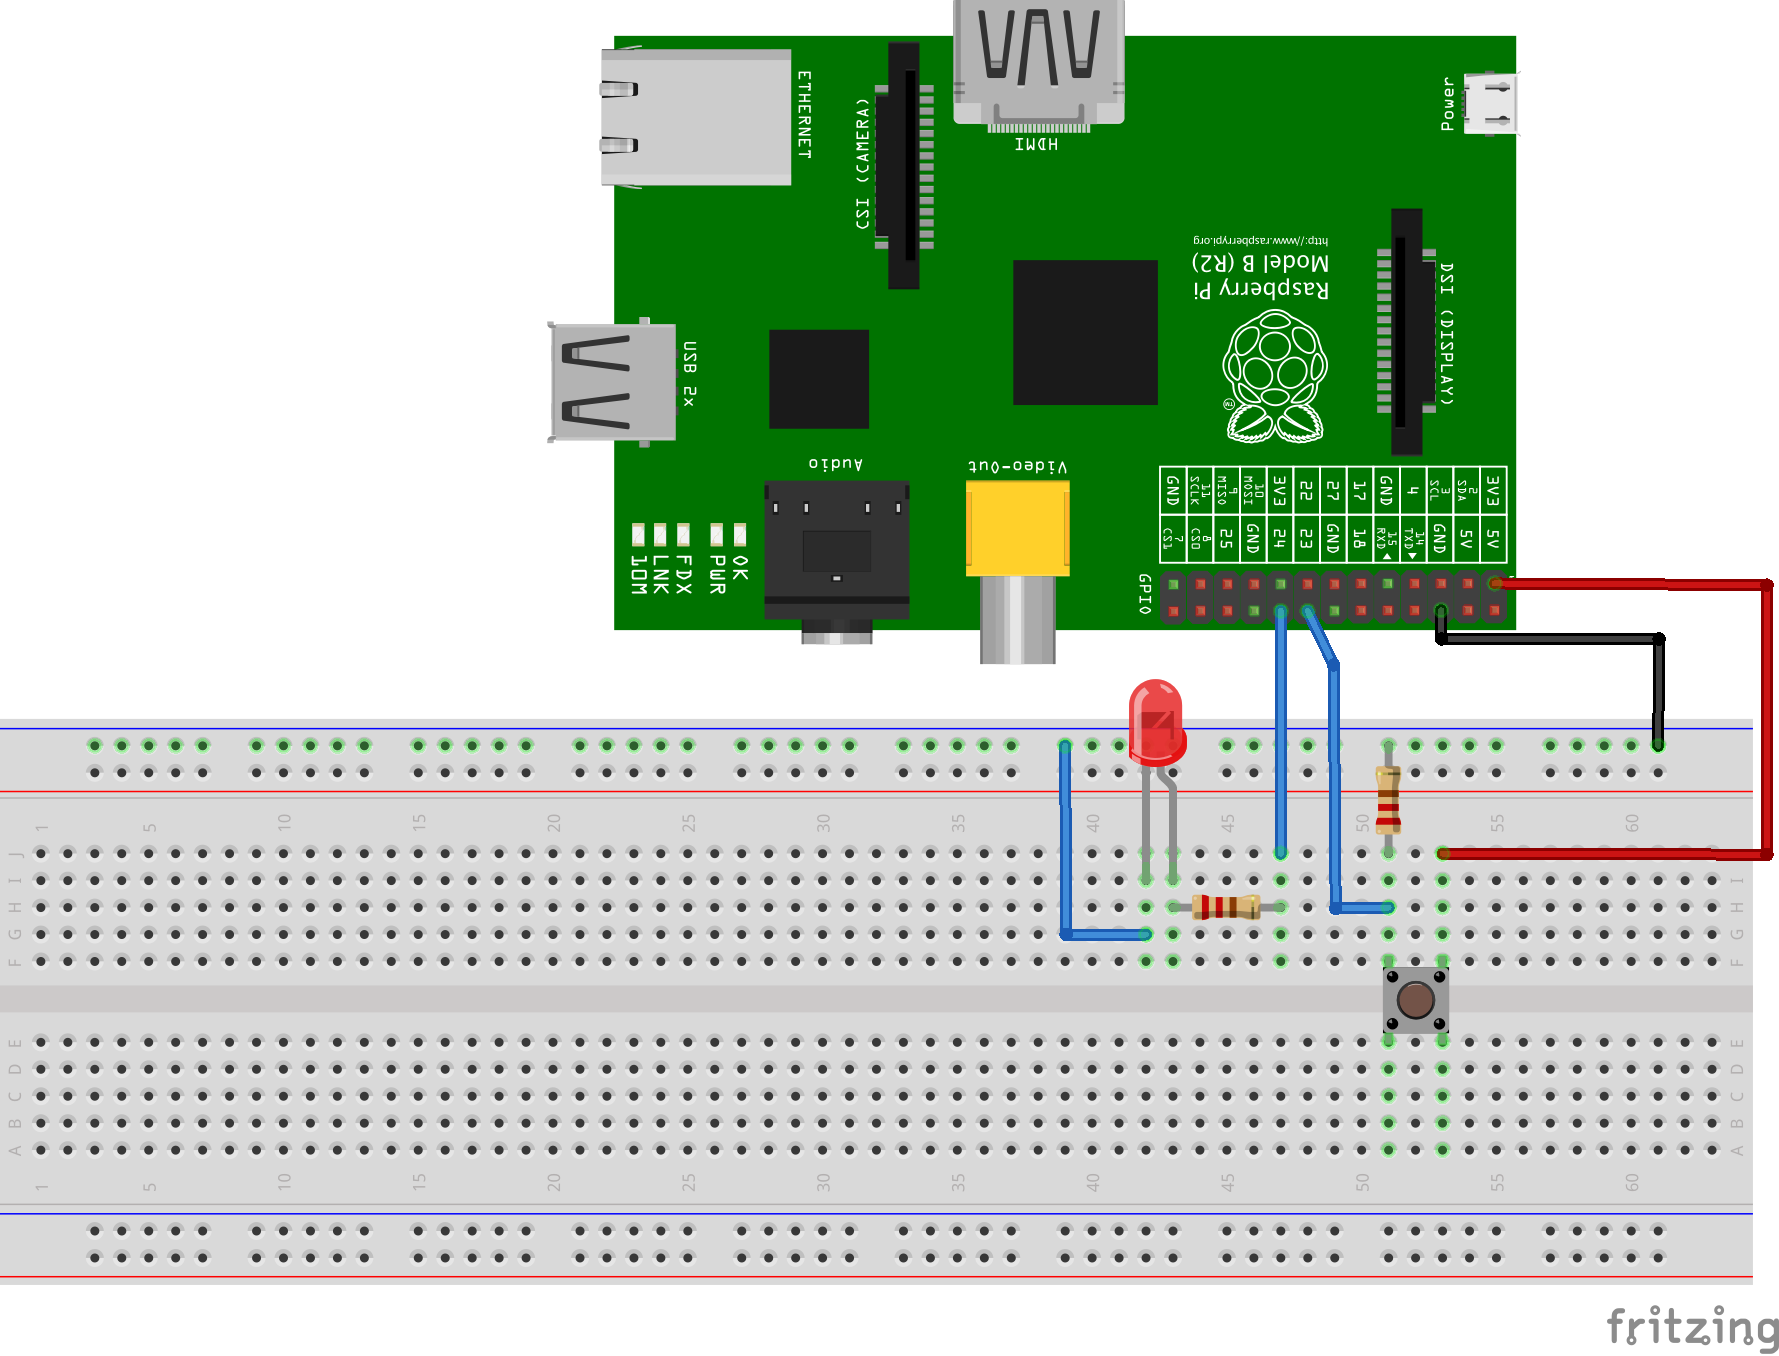 ETHERNET
CSI (CAMERA)
HDMI
Power
http://www.raspberrypi.org
Model B (R2)
Raspberry Pi
DSI (DISPLAY)
TM
USB 2x
Audio
Video-Out
GND 11 SCLK 9 MISO 10 MOSI 3V3 22 27 17 GND 4 3 SCL 2 SDA 3V3
7 CS1 8 CS0 25 GND 24 23 GND 18 15 RXD 14 TXD GND 5V 5V
GPIO
10M LNK FDX PWR OK
1 5 10 15 20 25 30 35 40 45 50 55 60
J
I I
H H
G G
F F
E E
D D
C C
B B
A A
1 5 10 15 20 25 30 35 40 45 50 55 60
fritzing